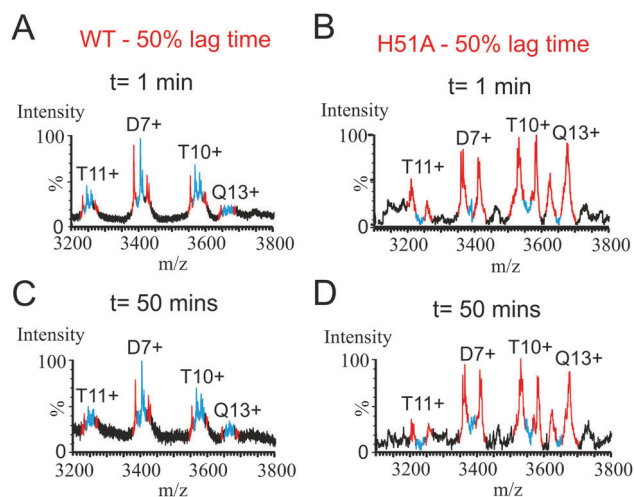 A
WT - 50% lag time
t= 1 min
Intensity
100
%
0
T11+
D7+
T10+
Q13+
3200 3400 3600 3800
m/z
B
H51A - 50% lag time
t= 1 min
Intensity
100
%
0
T11+
D7+
T10+
Q13+
3200 3400 3600 3800
m/z
C
t= 50 mins
Intensity
100
%
0
T11+
D7+
T10+
Q13+
3200 3400 3600 3800
m/z
D
t= 50 mins
Intensity
100
%
0
T11+
D7+
T10+
Q13+
3200 3400 3600 3800
m/z